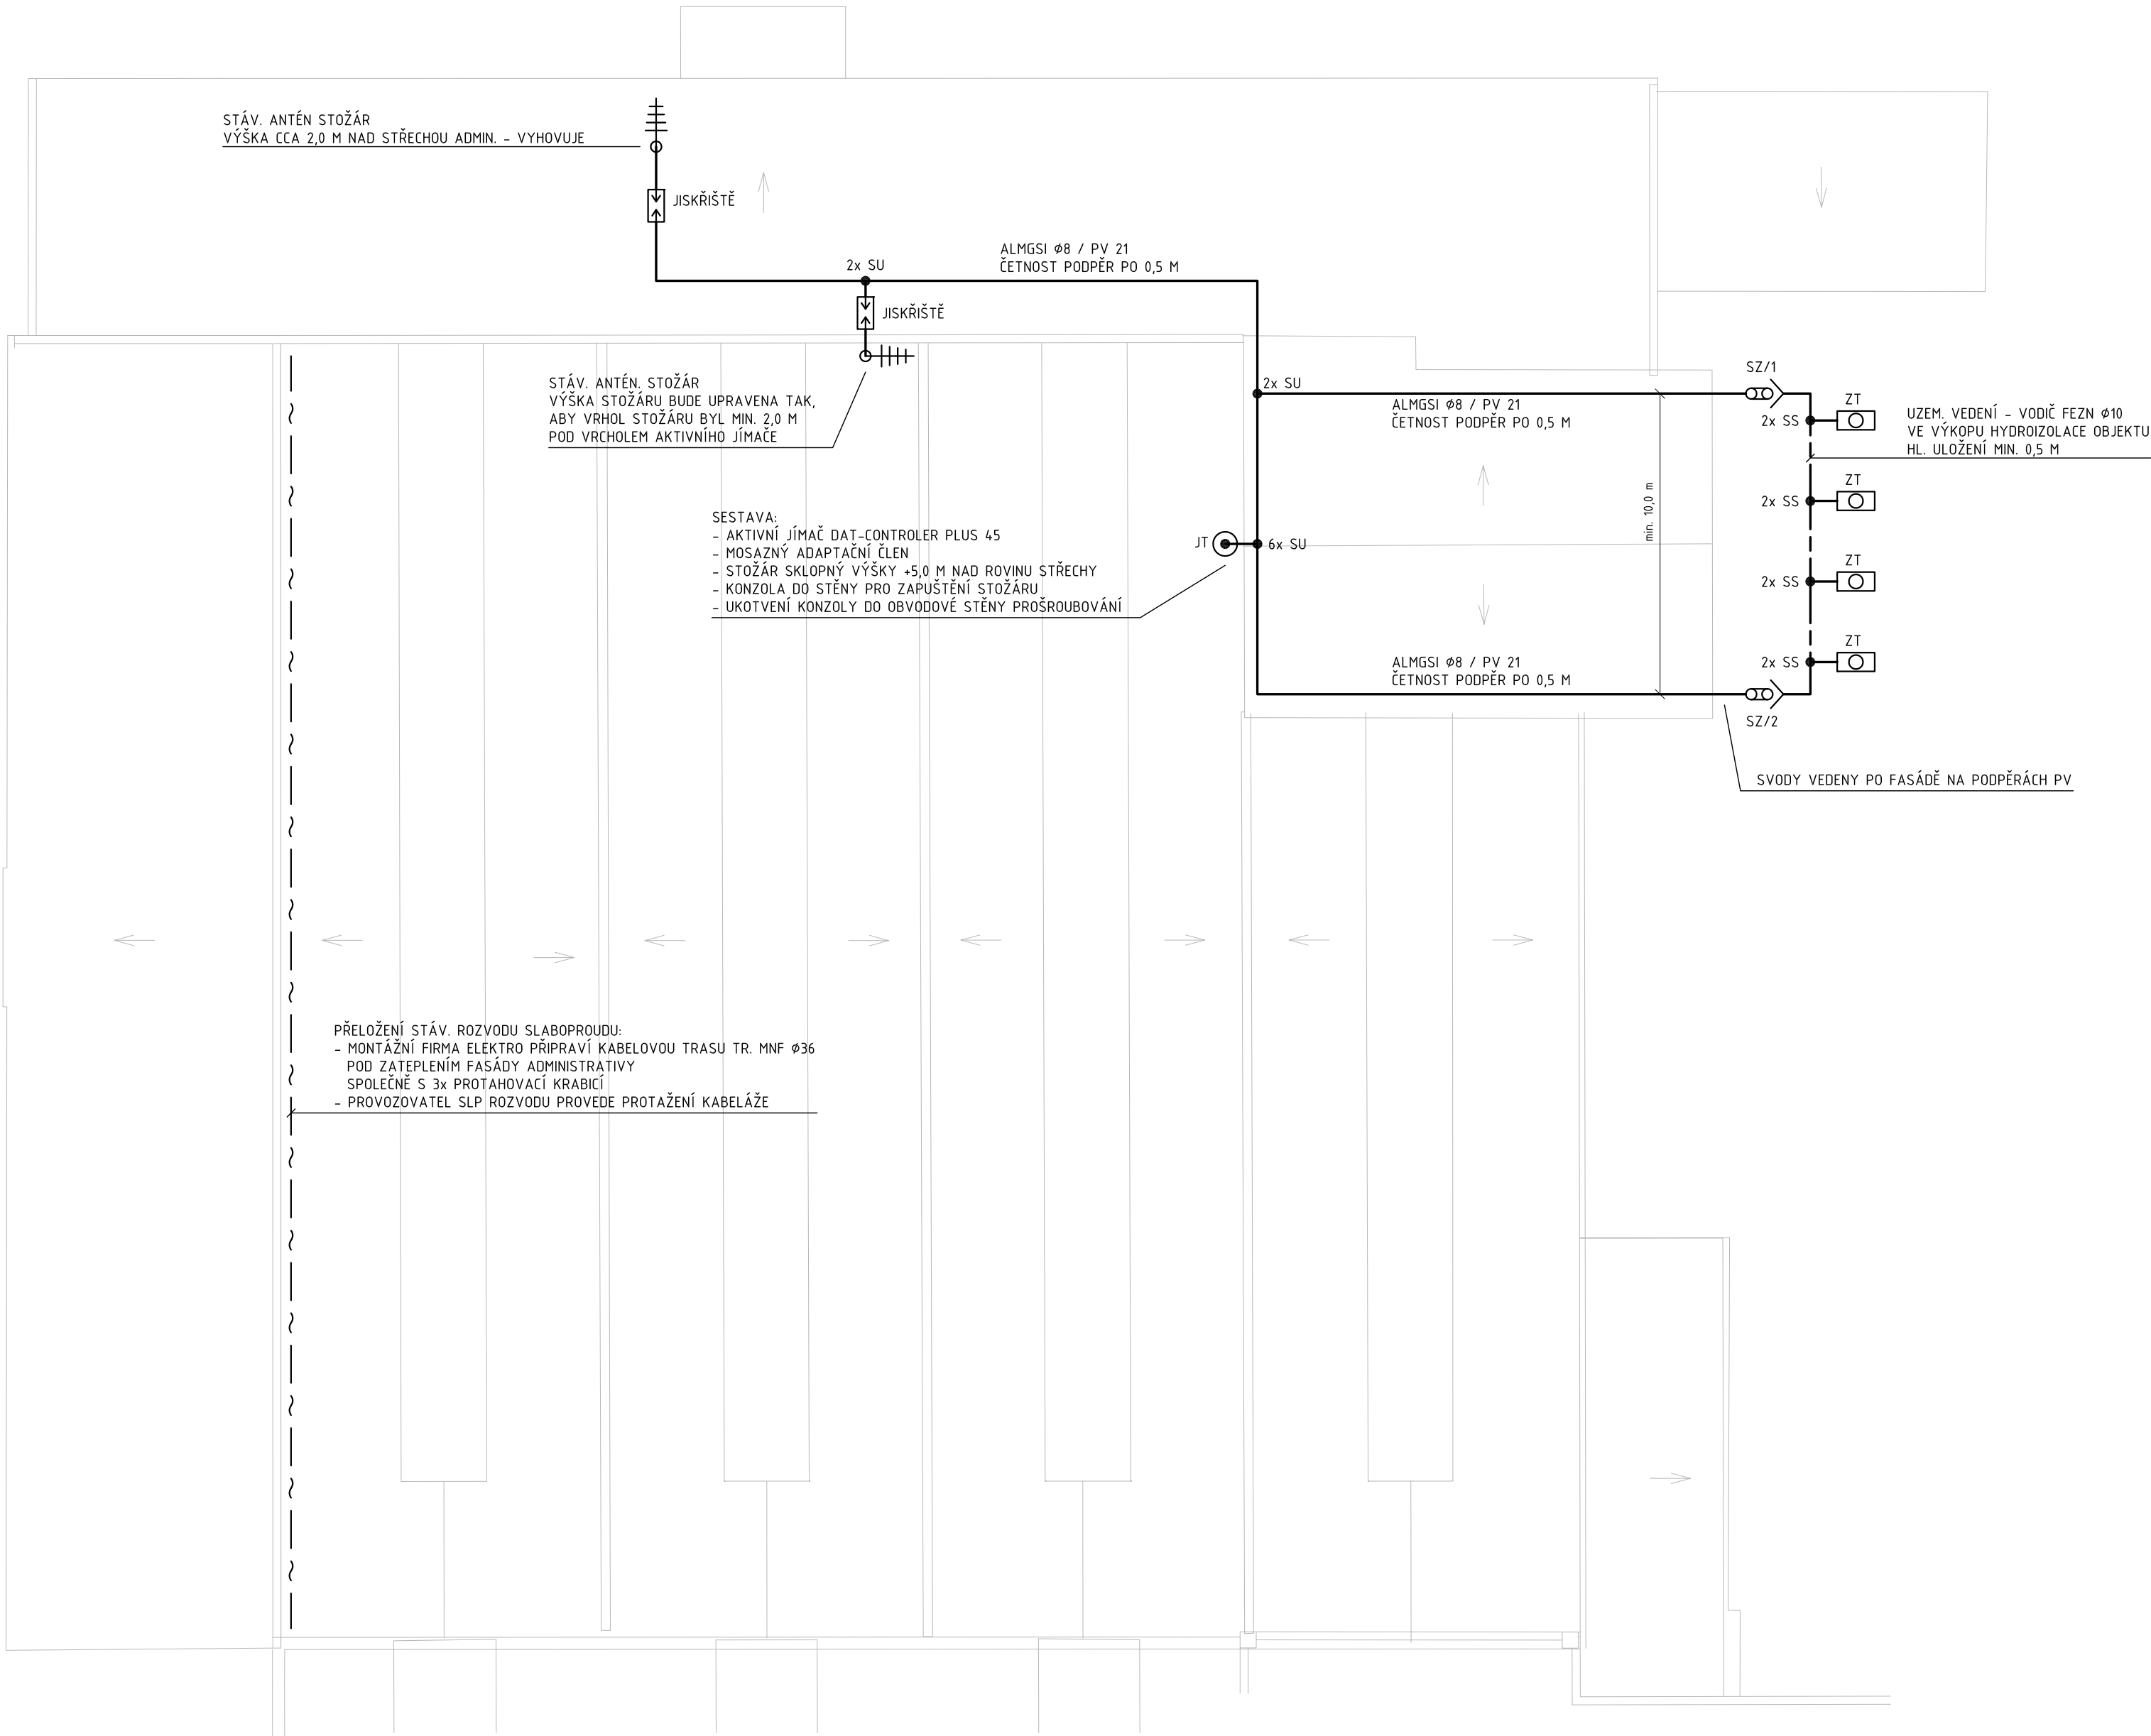 STÁV. ANTÉN STOŽÁR
VÝŠKA CCA 2,0 M NAD STŘECHOU ADMIN. - VYHOVUJE
JISKŘIŠTĚ
2x SU
ALMGSI Ø8 / PV 21
ČETNOST PODPĚR PO 0,5 M
JISKŘIŠTĚ
STÁV. ANTÉN. STOŽÁR
VÝŠKA STOŽÁRU BUDE UPRAVENA TAK,
ABY VRHOL STOŽÁRU BYL MIN. 2,0 M
POD VRCHOLEM AKTIVNÍHO JÍMAČE
2x SU
ALMGSI Ø8 / PV 21
ČETNOST PODPĚR PO 0,5 M
SZ/1
ZT
2x SS
UZEM. VEDENÍ - VODIČ FEZN Ø10
VE VÝKOPU HYDROIZOLACE OBJEKTU
HL. ULOŽENÍ MIN. 0,5 M
ZT
2x SS
min. 10,0 m
SESTAVA:
- AKTIVNÍ JÍMAČ DAT-CONTROLER PLUS 45
- MOSAZNÝ ADAPTAČNÍ ČLEN
- STOŽÁR SKLOPNÝ VÝŠKY +5,0 M NAD ROVINU STŘECHY
- KONZOLA DO STĚNY PRO ZAPUŠTĚNÍ STOŽÁRU
- UKOTVENÍ KONZOLY DO OBVODOVÉ STĚNY PROŠROUBOVÁNÍ
JT
6x SU
ZT
2x SS
ZT
2x SS
ALMGSI Ø8 / PV 21
ČETNOST PODPĚR PO 0,5 M
SZ/2
SVODY VEDENY PO FASÁDĚ NA PODPĚRÁCH PV
PŘELOŽENÍ STÁV. ROZVODU SLABOPROUDU:
- MONTÁŽNÍ FIRMA ELEKTRO PŘIPRAVÍ KABELOVOU TRASU TR. MNF Ø36
POD ZATEPLENÍM FASÁDY ADMINISTRATIVY
SPOLEČNĚ S 3x PROTAHOVACÍ KRABICÍ
- PROVOZOVATEL SLP ROZVODU PROVEDE PROTAŽENÍ KABELÁŽE